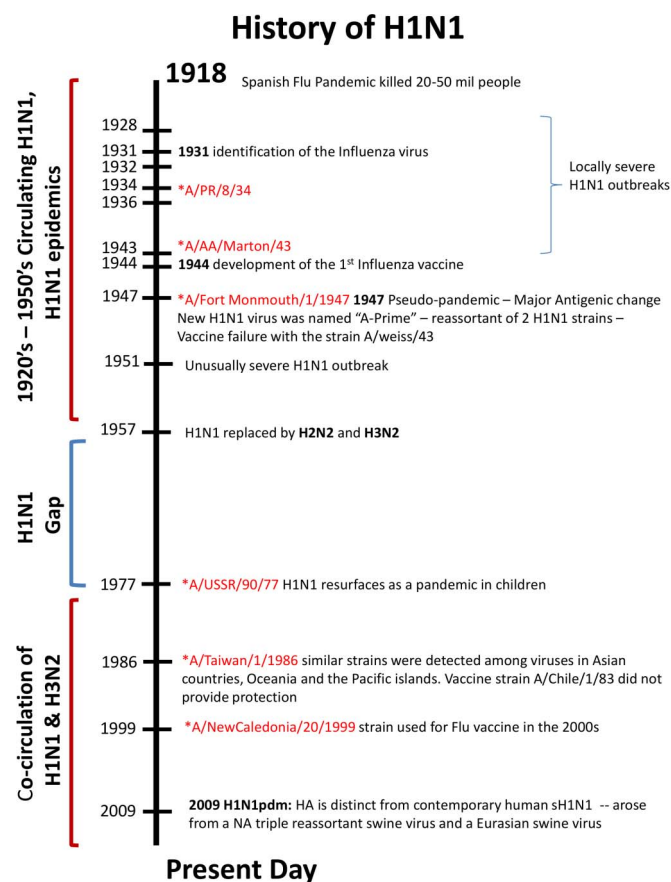 History of H1N1
1918 Spanish Flu Pandemic killed 20-50 mil people
1920's – 1950's Circulating H1N1,
H1N1 epidemics
1928
1931 1931 identification of the Influenza virus
1932
Locally severe
H1N1 outbreaks
1934 *A/PR/8/34
1936
1943 *A/AA/Marton/43
1944 1944 development of the 1st Influenza vaccine
1947 *A/Fort Monmouth/1/1947 1947 Pseudo-pandemic – Major Antigenic change
New H1N1 virus was named “A-Prime” – reassortant of 2 H1N1 strains –
Vaccine failure with the strain A/weiss/43
1951 Unusually severe H1N1 outbreak
1957 H1N1 replaced by H2N2 and H3N2
H1N1
Gap
1977 *A/USSR/90/77 H1N1 resurfaces as a pandemic in children
Co-circulation of
H1N1 & H3N2
1986 *A/Taiwan/1/1986 similar strains were detected among viruses in Asian
countries, Oceania and the Pacific islands. Vaccine strain A/Chile/1/83 did not
provide protection
1999 *A/NewCaledonia/20/1999 strain used for Flu vaccine in the 2000s
2009 2009 H1N1pdm: HA is distinct from contemporary human sH1N1 -- arose
from a NA triple reassortant swine virus and a Eurasian swine virus
Present Day